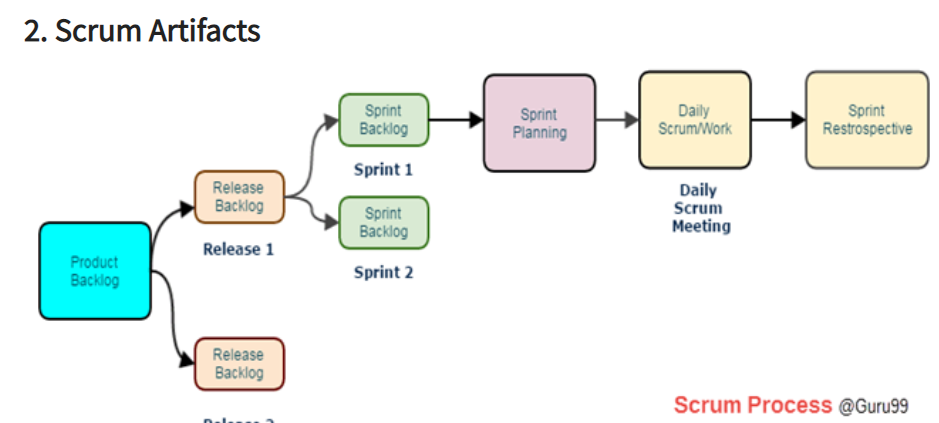 2. Scrum Artifacts
Sprint
Backlog
Sprint 1
Sprint
Planning
Daily
Scrum/Work
Daily
Scrum
Meeting
Sprint
Restrospective
Release
Backlog
Release 1
Sprint
Backlog
Sprint 2
Product
Backlog
Release
Backlog
Scrum Process @Guru99